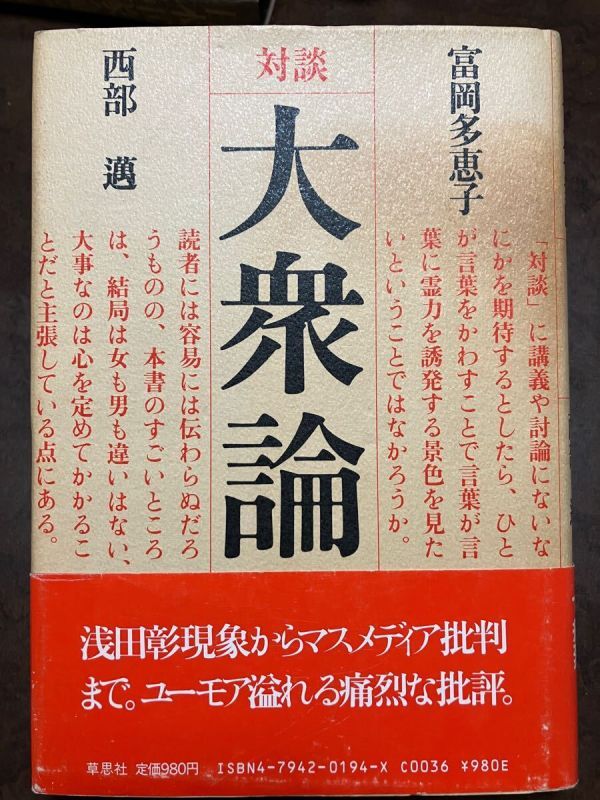 富岡多恵子
対談
大衆論
西部 邁
「対談」に講義や討論にないな
にかを期待するとしたら、ひと
が言葉をかわすことで言葉が言
葉に霊力を誘発する景色を見た
いということではなかろうか。
読者には容易には伝わらぬだろ
うものの、本書のすごいところ
は、結局は女も男も違いはない、
大事なのは心を定めてかかるこ
とだと主張している点にある。
浅田彰現象からマスメディア批判
まで。ユーモア溢れる痛烈な批評。
草思社 定価980円 ISBN4-7942-0194-X C0036 ¥980E